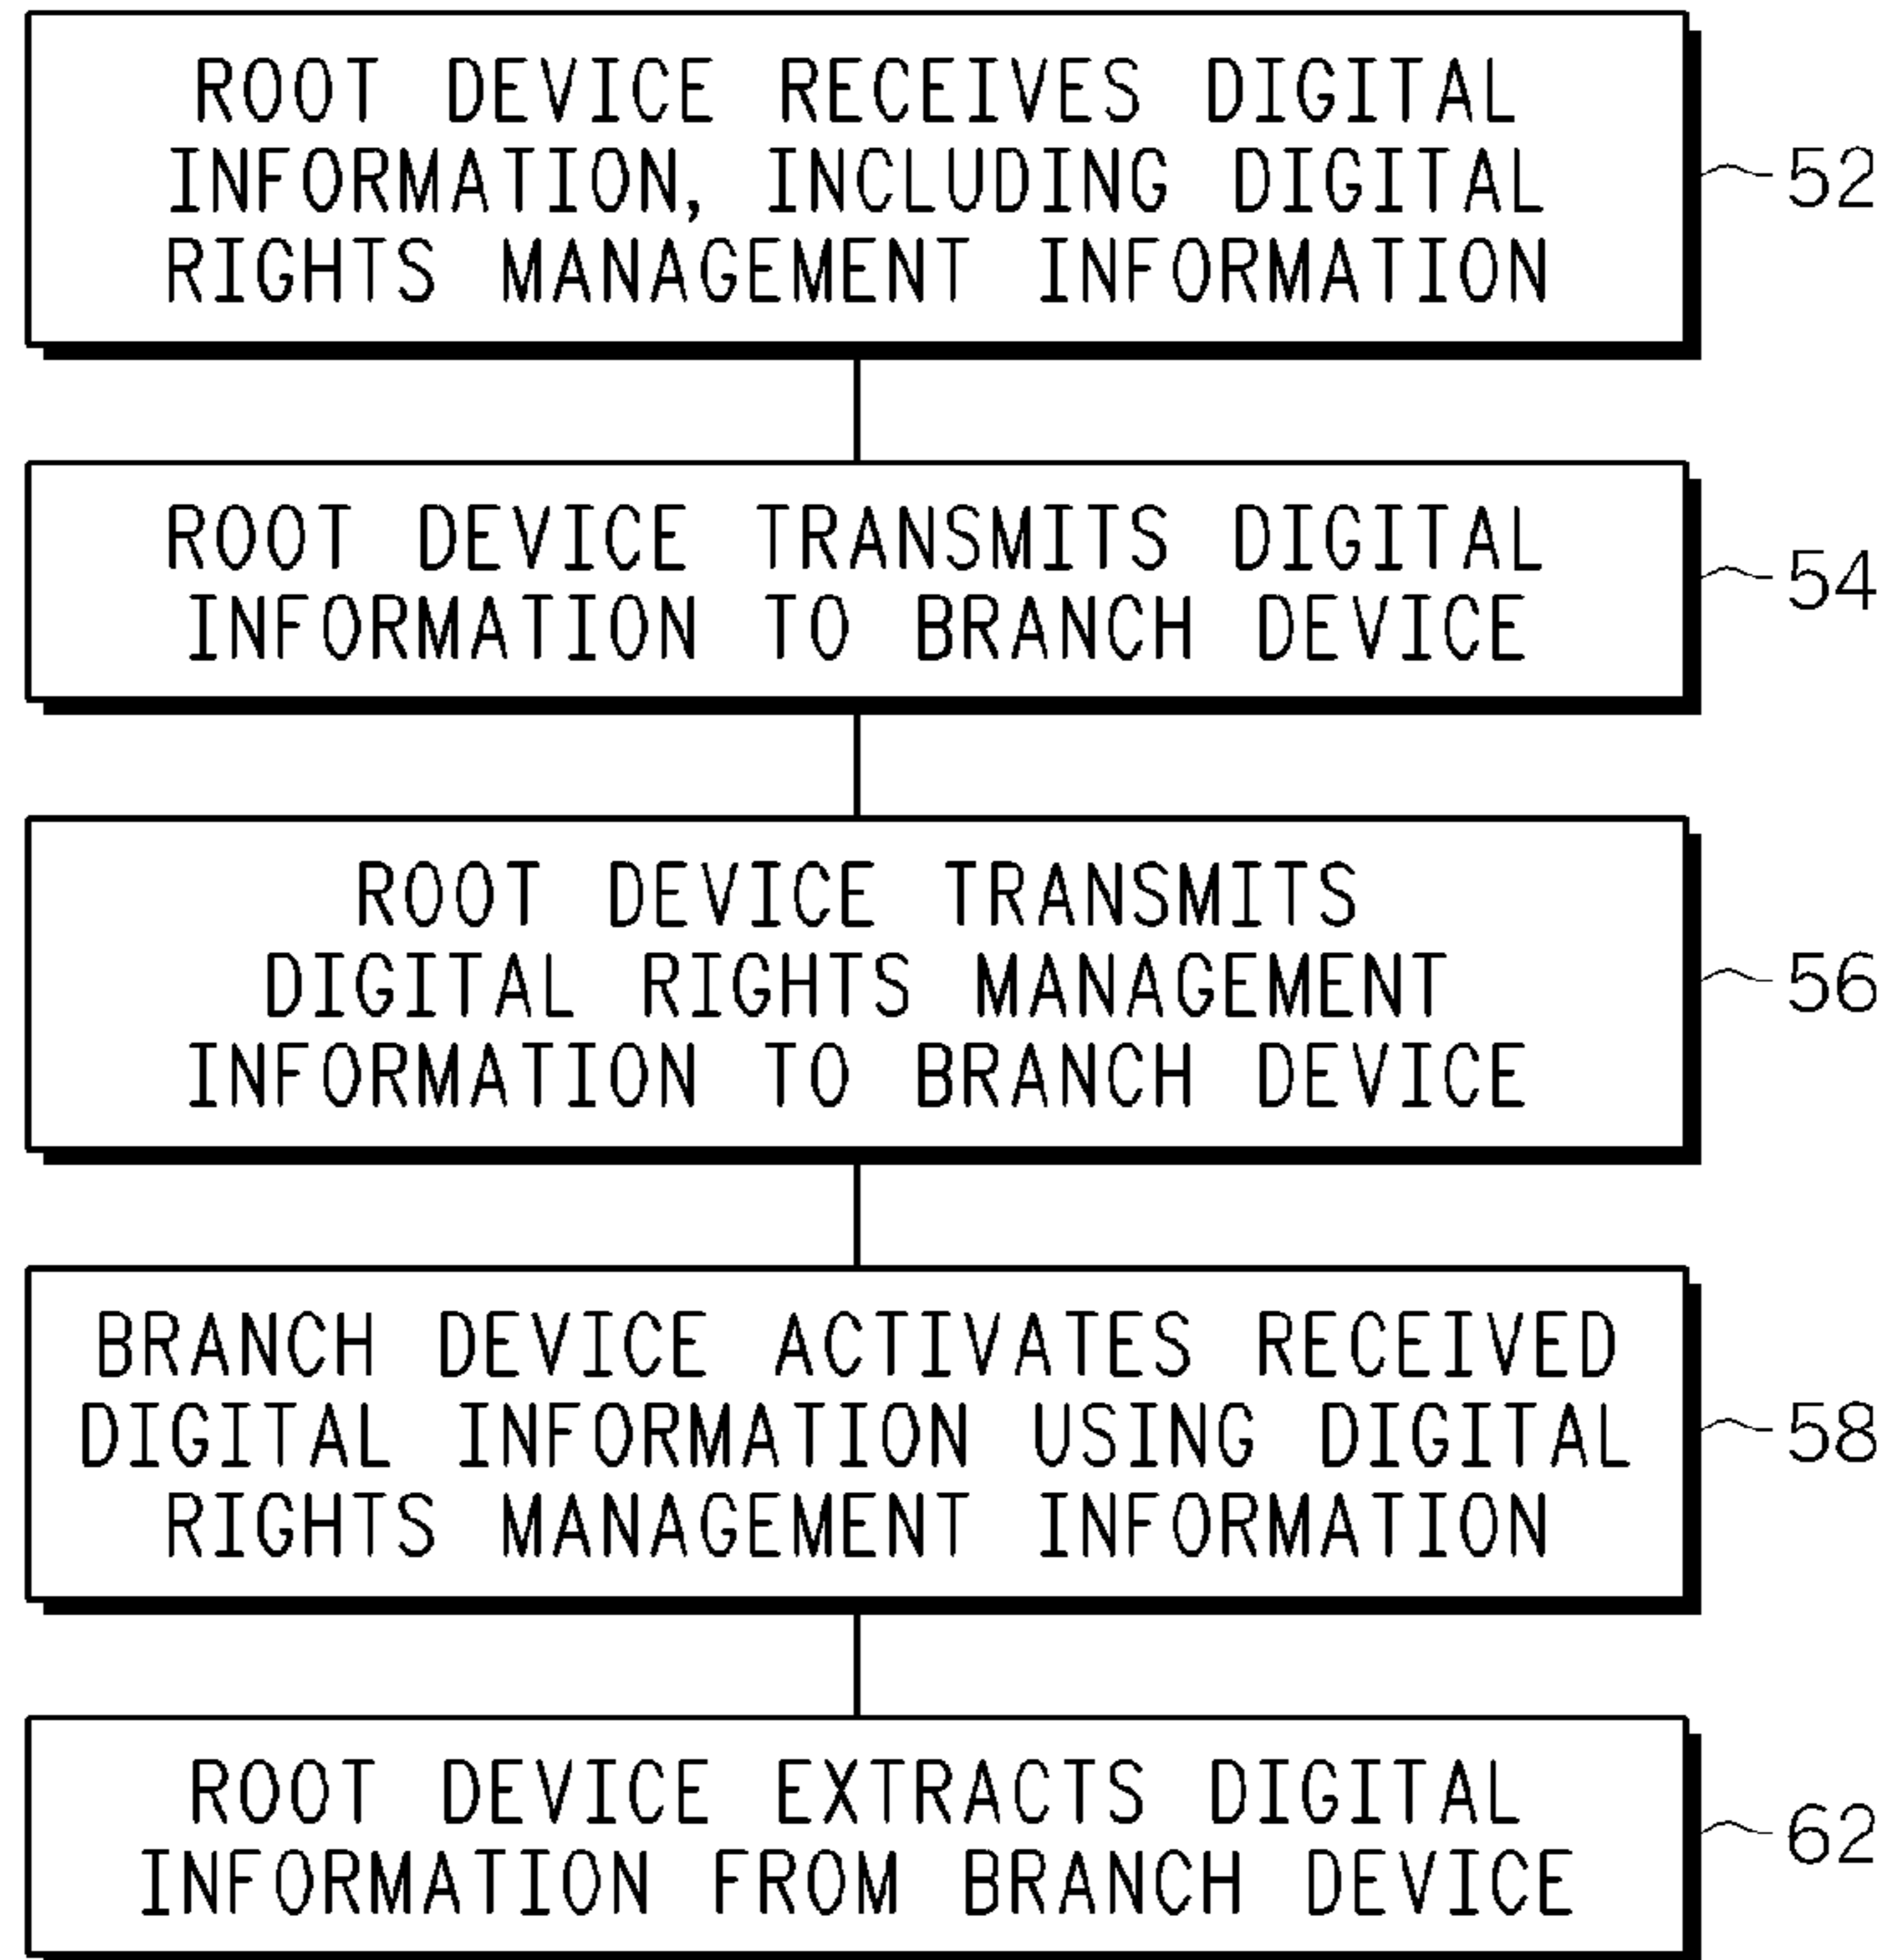 ROOT DEVICE RECEIVES DIGITAL
INFORMATION, INCLUDING DIGITAL
RIGHTS MANAGEMENT INFORMATION
52
ROOT DEVICE TRANSMITS DIGITAL
INFORMATION TO BRANCH DEVICE
54
ROOT DEVICE TRANSMITS
DIGITAL RIGHTS MANAGEMENT
INFORMATION TO BRANCH DEVICE
56
BRANCH DEVICE ACTIVATES RECEIVED
DIGITAL INFORMATION USING DIGITAL
RIGHTS MANAGEMENT INFORMATION
58
ROOT DEVICE EXTRACTS DIGITAL
INFORMATION FROM BRANCH DEVICE
62